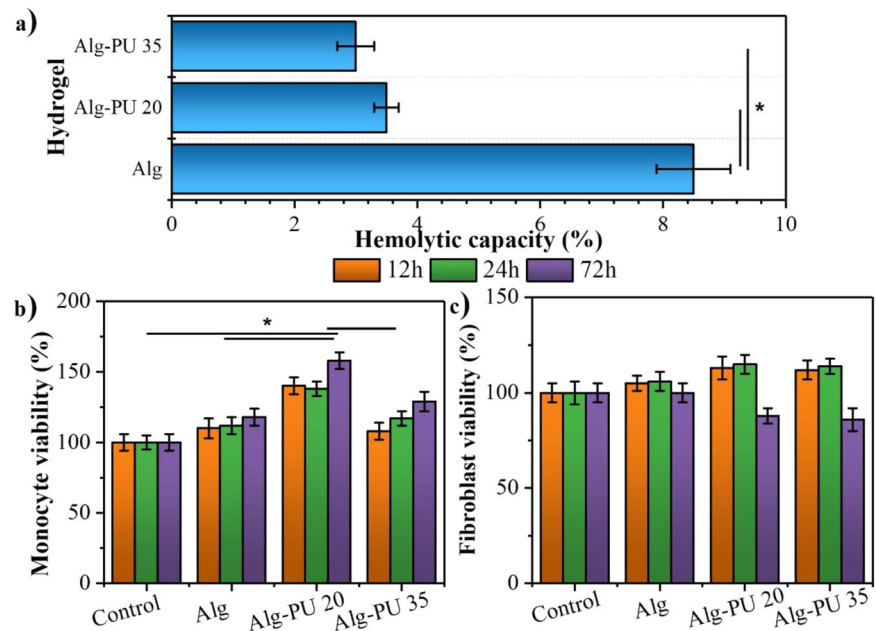 a)
Hydrogel
Alg-PU 35
Alg-PU 20
Alg
*
0 2 4 6 8 10
Hemolytic capacity (%)
12h 24h 72h
b)
Monocyte viability (%)
200
150
100
50
0
*
Control Alg Alg-PU 20 Alg-PU 35
c)
Fibroblast viability (%)
150
100
50
0
Control Alg Alg-PU 20 Alg-PU 35